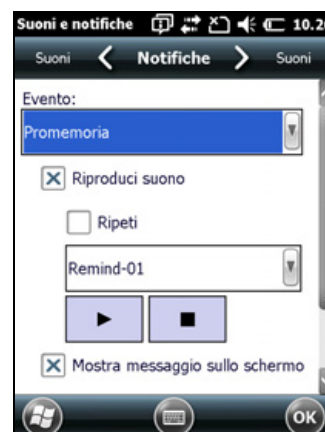 Suoni e notifiche 10.2
Suoni Notifiche Suoni
Evento:
Promemoria
Riproduci suono
Ripeti
Remind-01
Mostra messaggio sullo schermo
OK